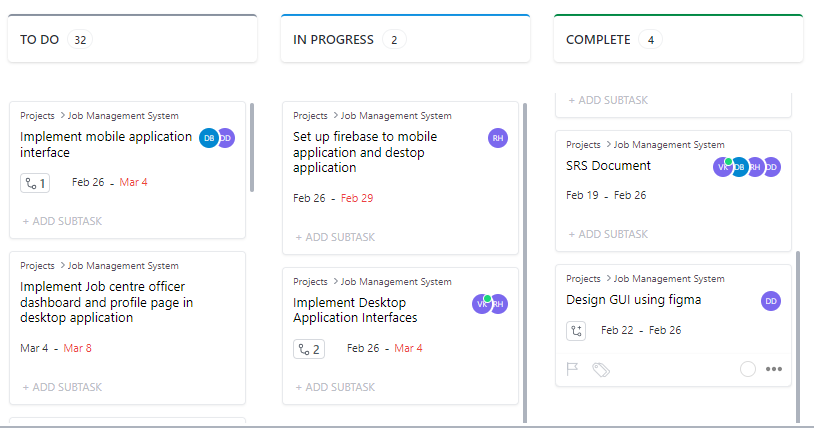 TO DO 32
Projects > Job Management System
Implement mobile application
interface
DB DD
1
Feb 26 - Mar 4
+ ADD SUBTASK
Projects > Job Management System
Implement Job centre officer
dashboard and profile page in
desktop application
Mar 4 - Mar 8
+ ADD SUBTASK
IN PROGRESS 2
Projects > Job Management System
Set up firebase to mobile
application and destop
application
RH
Feb 26 - Feb 29
+ ADD SUBTASK
Projects > Job Management System
Implement Desktop
Application Interfaces
VK RH
2
Feb 26 - Mar 4
+ ADD SUBTASK
COMPLETE 4
+ ADD SUBTASK
Projects > Job Management System
SRS Document
VK DB RH DD
Feb 19 - Feb 26
+ ADD SUBTASK
Projects > Job Management System
Design GUI using figma
DD
Feb 22 - Feb 26